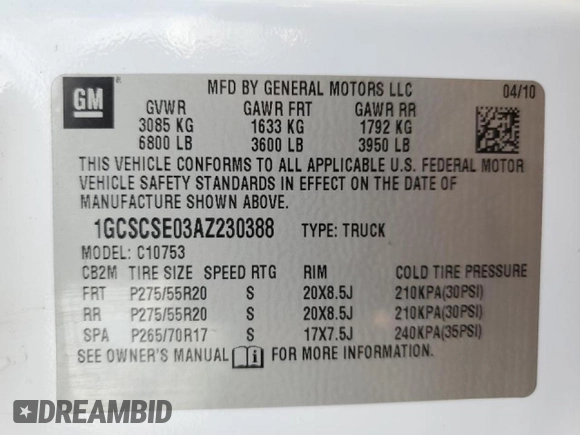 GM
®
MFD BY GENERAL MOTORS LLC 04/10
GVWR GAWR FRT GAWR RR
3085 KG 1633 KG 1792 KG
6800 LB 3600 LB 3950 LB
THIS VEHICLE CONFORMS TO ALL APPLICABLE U.S. FEDERAL MOTOR
VEHICLE SAFETY STANDARDS IN EFFECT ON THE DATE OF
MANUFACTURE SHOWN ABOVE.
1GCSCSE03AZ230388 TYPE: TRUCK
MODEL: C10753
CB2M TIRE SIZE SPEED RTG RIM COLD TIRE PRESSURE
FRT P275/55R20 S 20X8.5J 210KPA(30PSI)
RR P275/55R20 S 20X8.5J 210KPA(30PSI)
SPA P265/70R17 S 17X7.5J 240KPA(35PSI)
SEE OWNER'S MANUAL i FOR MORE INFORMATION.
DREAMBID